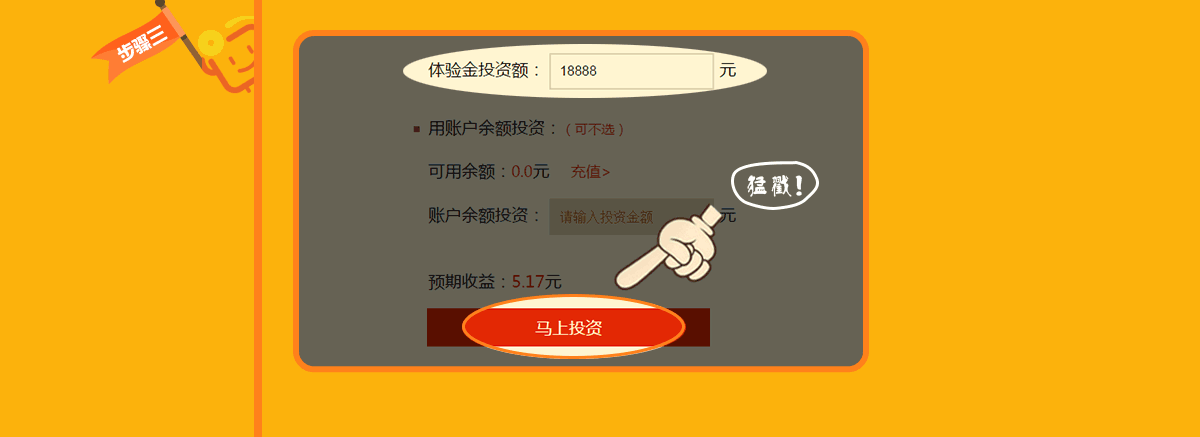 步骤三
体验金投资额： 18888 元
用账户余额投资：（可不选）
可用余额：0.0元 充值>
猛戳！
账户余额投资： 请输入投资金额 元
预期收益：5.17元
马上投资